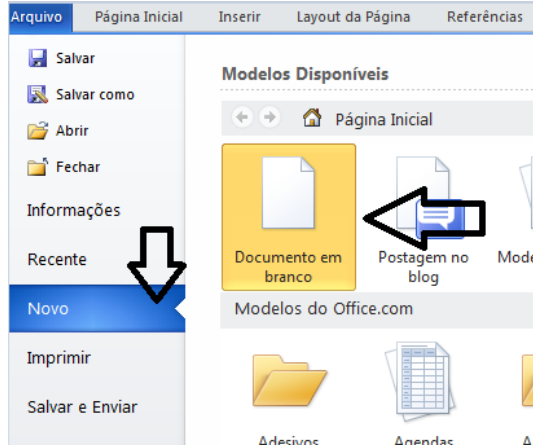 Arquivo Página Inicial Inserir Layout da Página Referências
Salvar
Salvar como
Abrir
Fechar
Informações
Recente
Novo
Imprimir
Salvar e Enviar
Modelos Disponíveis
Página Inicial
Documento em
branco
Postagem no
blog
Modelos do Office.com
Adesivos
Agendas